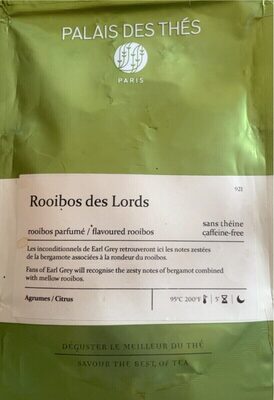 PALAIS DES THÉS
PARIS
921
Rooibos des Lords
sans théine
rooibos parfumé / flavoured rooibos
caffeine-free
Les inconditionnels de Earl Grey retrouveront ici les notes zestées
de la bergamote associées à la rondeur du rooibos.
Fans of Earl Grey will recognise the zesty notes of bergamot combined
with mellow rooibos.
Agrumes / Citrus
95°C 200°F 5'
DÉGUSTER LE MEILLEUR DU THÉ
SAVOUR THE BEST OF TEA